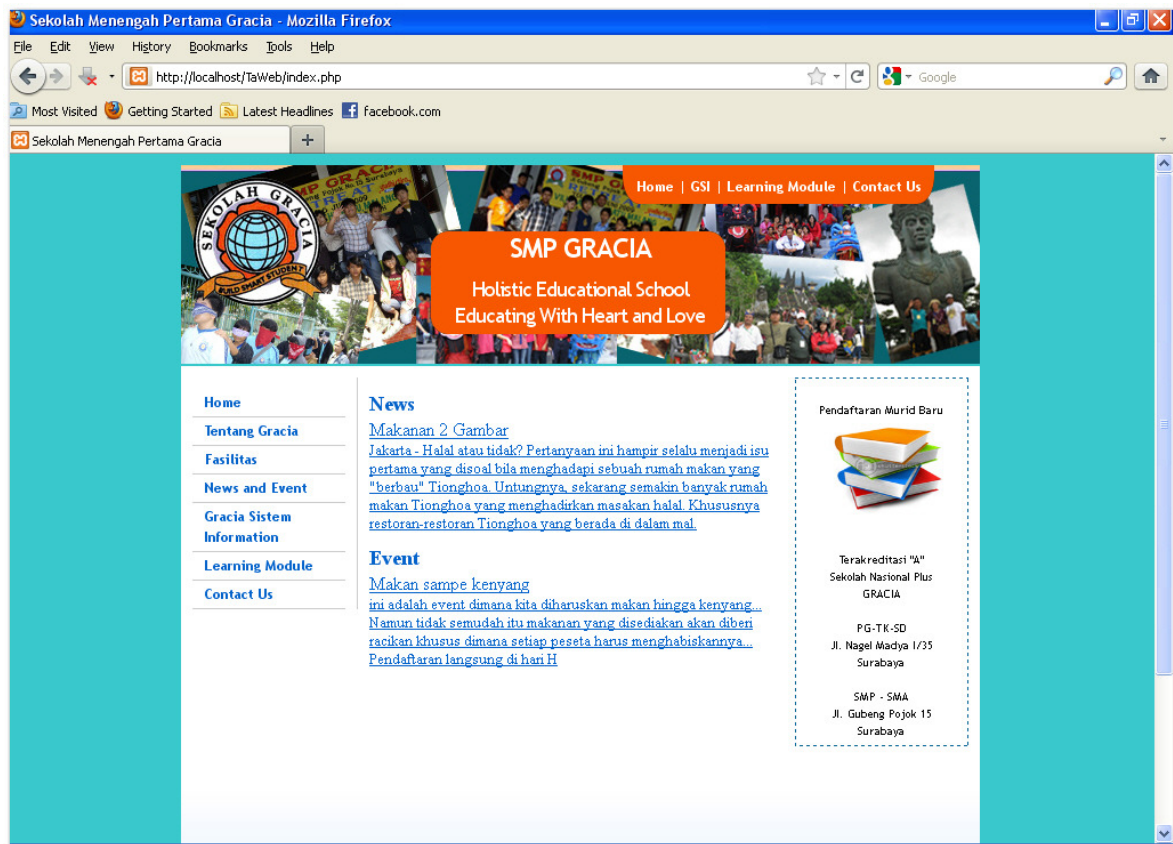 Sekolah Menengah Pertama Gracia - Mozilla Firefox
File Edit View History Bookmarks Tools Help
http://localhost/TaWeb/index.php
Google
Most Visited Getting Started Latest Headlines facebook.com
Sekolah Menengah Pertama Gracia
SEKOLAH GRACIA
BUILD SMART STUDENT
Home | GSI | Learning Module | Contact Us
SMP GRACIA
Holistic Educational School
Educating With Heart and Love
Home
Tentang Gracia
Fasilitas
News and Event
Gracia Sistem
Information
Learning Module
Contact Us
News
Makanan 2 Gambar
Jakarta - Halal atau tidak? Pertanyaan ini hampir selalu menjadi isu
pertama yang disoal bila menghadapi sebuah rumah makan yang
"berbau" Tionghoa. Untungnya, sekarang semakin banyak rumah
makan Tionghoa yang menghadirkan masakan halal. Khususnya
restoran-restoran Tionghoa yang berada di dalam mal.
Event
Makan sampe kenyang
ini adalah event dimana kita diharuskan makan hingga kenyang...
Namun tidak semudah itu makanan yang disediakan akan diberi
racikan khusus dimana setiap peseta harus menghabiskannya...
Pendaftaran langsung di hari H
Pendaftaran Murid Baru
Terakreditasi "A"
Sekolah Nasional Plus
GRACIA
PG-TK-SD
Jl. Nagel Madya I/35
Surabaya
SMP - SMA
Jl. Gubeng Pojok 15
Surabaya